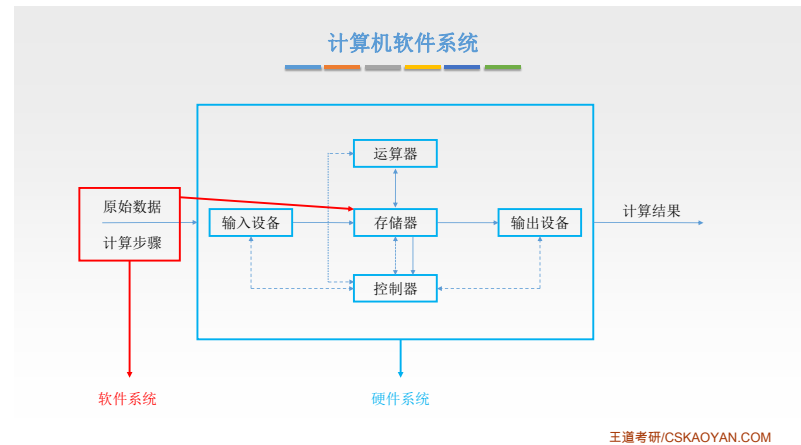 计算机软件系统
运算器
原始数据
计算步骤
输入设备
存储器
输出设备
计算结果
控制器
软件系统
硬件系统
王道考研/CSKAOYAN.COM